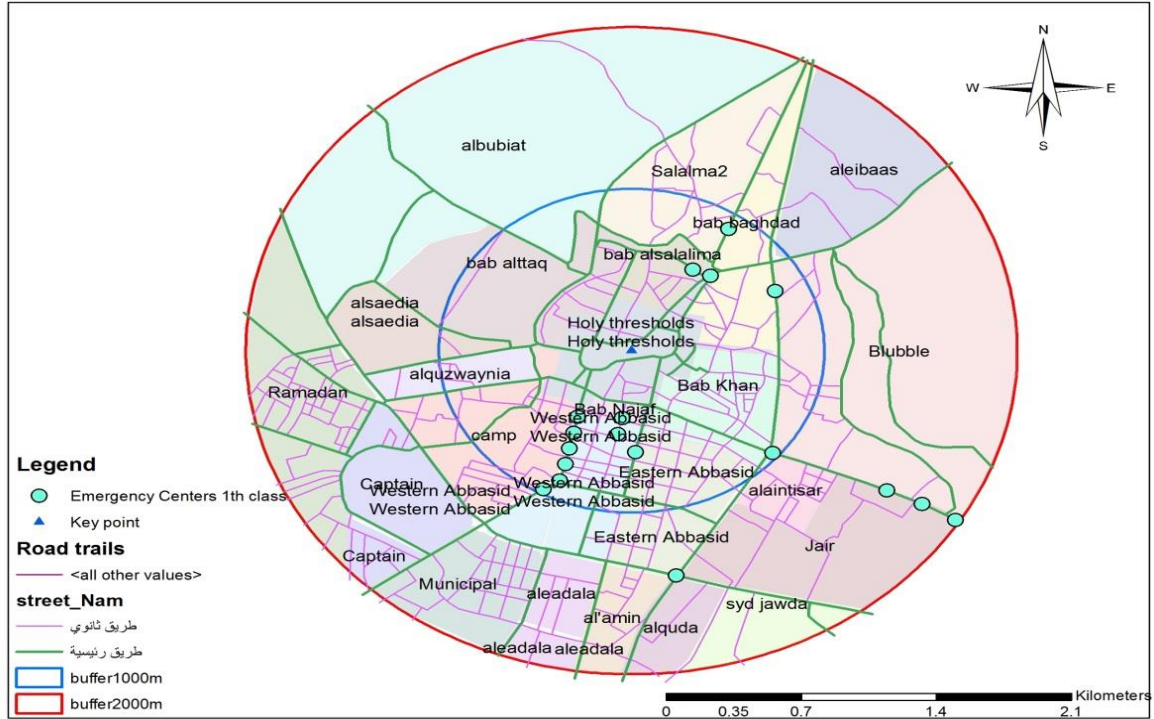 N
W
E
S
albubiat
Salalma2
aleibaas
bab baghdad
bab alsalalima
bab alttaq
alsaedia
alsaedia
Holy thresholds
Holy thresholds
Blubble
alquzwaynia
Bab Khan
Ramadan
Bab Najaf
Western Abbasid
camp
Western Abbasid
Eastern Abbasid
Captain
Western Abbasid
Western Abbasid
alaintisar
Western Abbasid
Western Abbasid
Eastern Abbasid
Jair
Captain
Municipal
aleadala
syd jawda
al'amin
alquda
aleadala
aleadala
Legend
Emergency Centers 1th class
Key point
Road trails
<all other values>
street_Nam
طريق ثانوي
طريق رئيسية
buffer1000m
buffer2000m
Kilometers
0 0.35 0.7 1.4 2.1